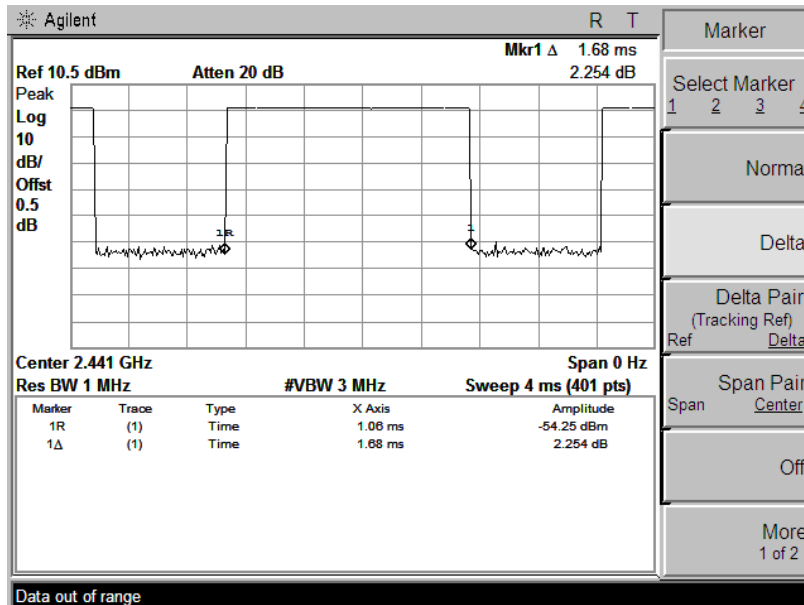 Agilent R T
Mkr1 Δ 1.68 ms
Ref 10.5 dBm Atten 20 dB 2.254 dB
Peak
Log
10
dB/
Offst
0.5
dB
1R
1
Center 2.441 GHz Span 0 Hz
Res BW 1 MHz #VBW 3 MHz Sweep 4 ms (401 pts)
Marker Trace Type X Axis Amplitude
1R (1) Time 1.06 ms -54.25 dBm
1Δ (1) Time 1.68 ms 2.254 dB
Data out of range
Marker
Select Marker
1 2 3 4
Norma
Delta
Delta Pair
(Tracking Ref)
Ref Delta
Span Pair
Span Center
Off
More
1 of 2